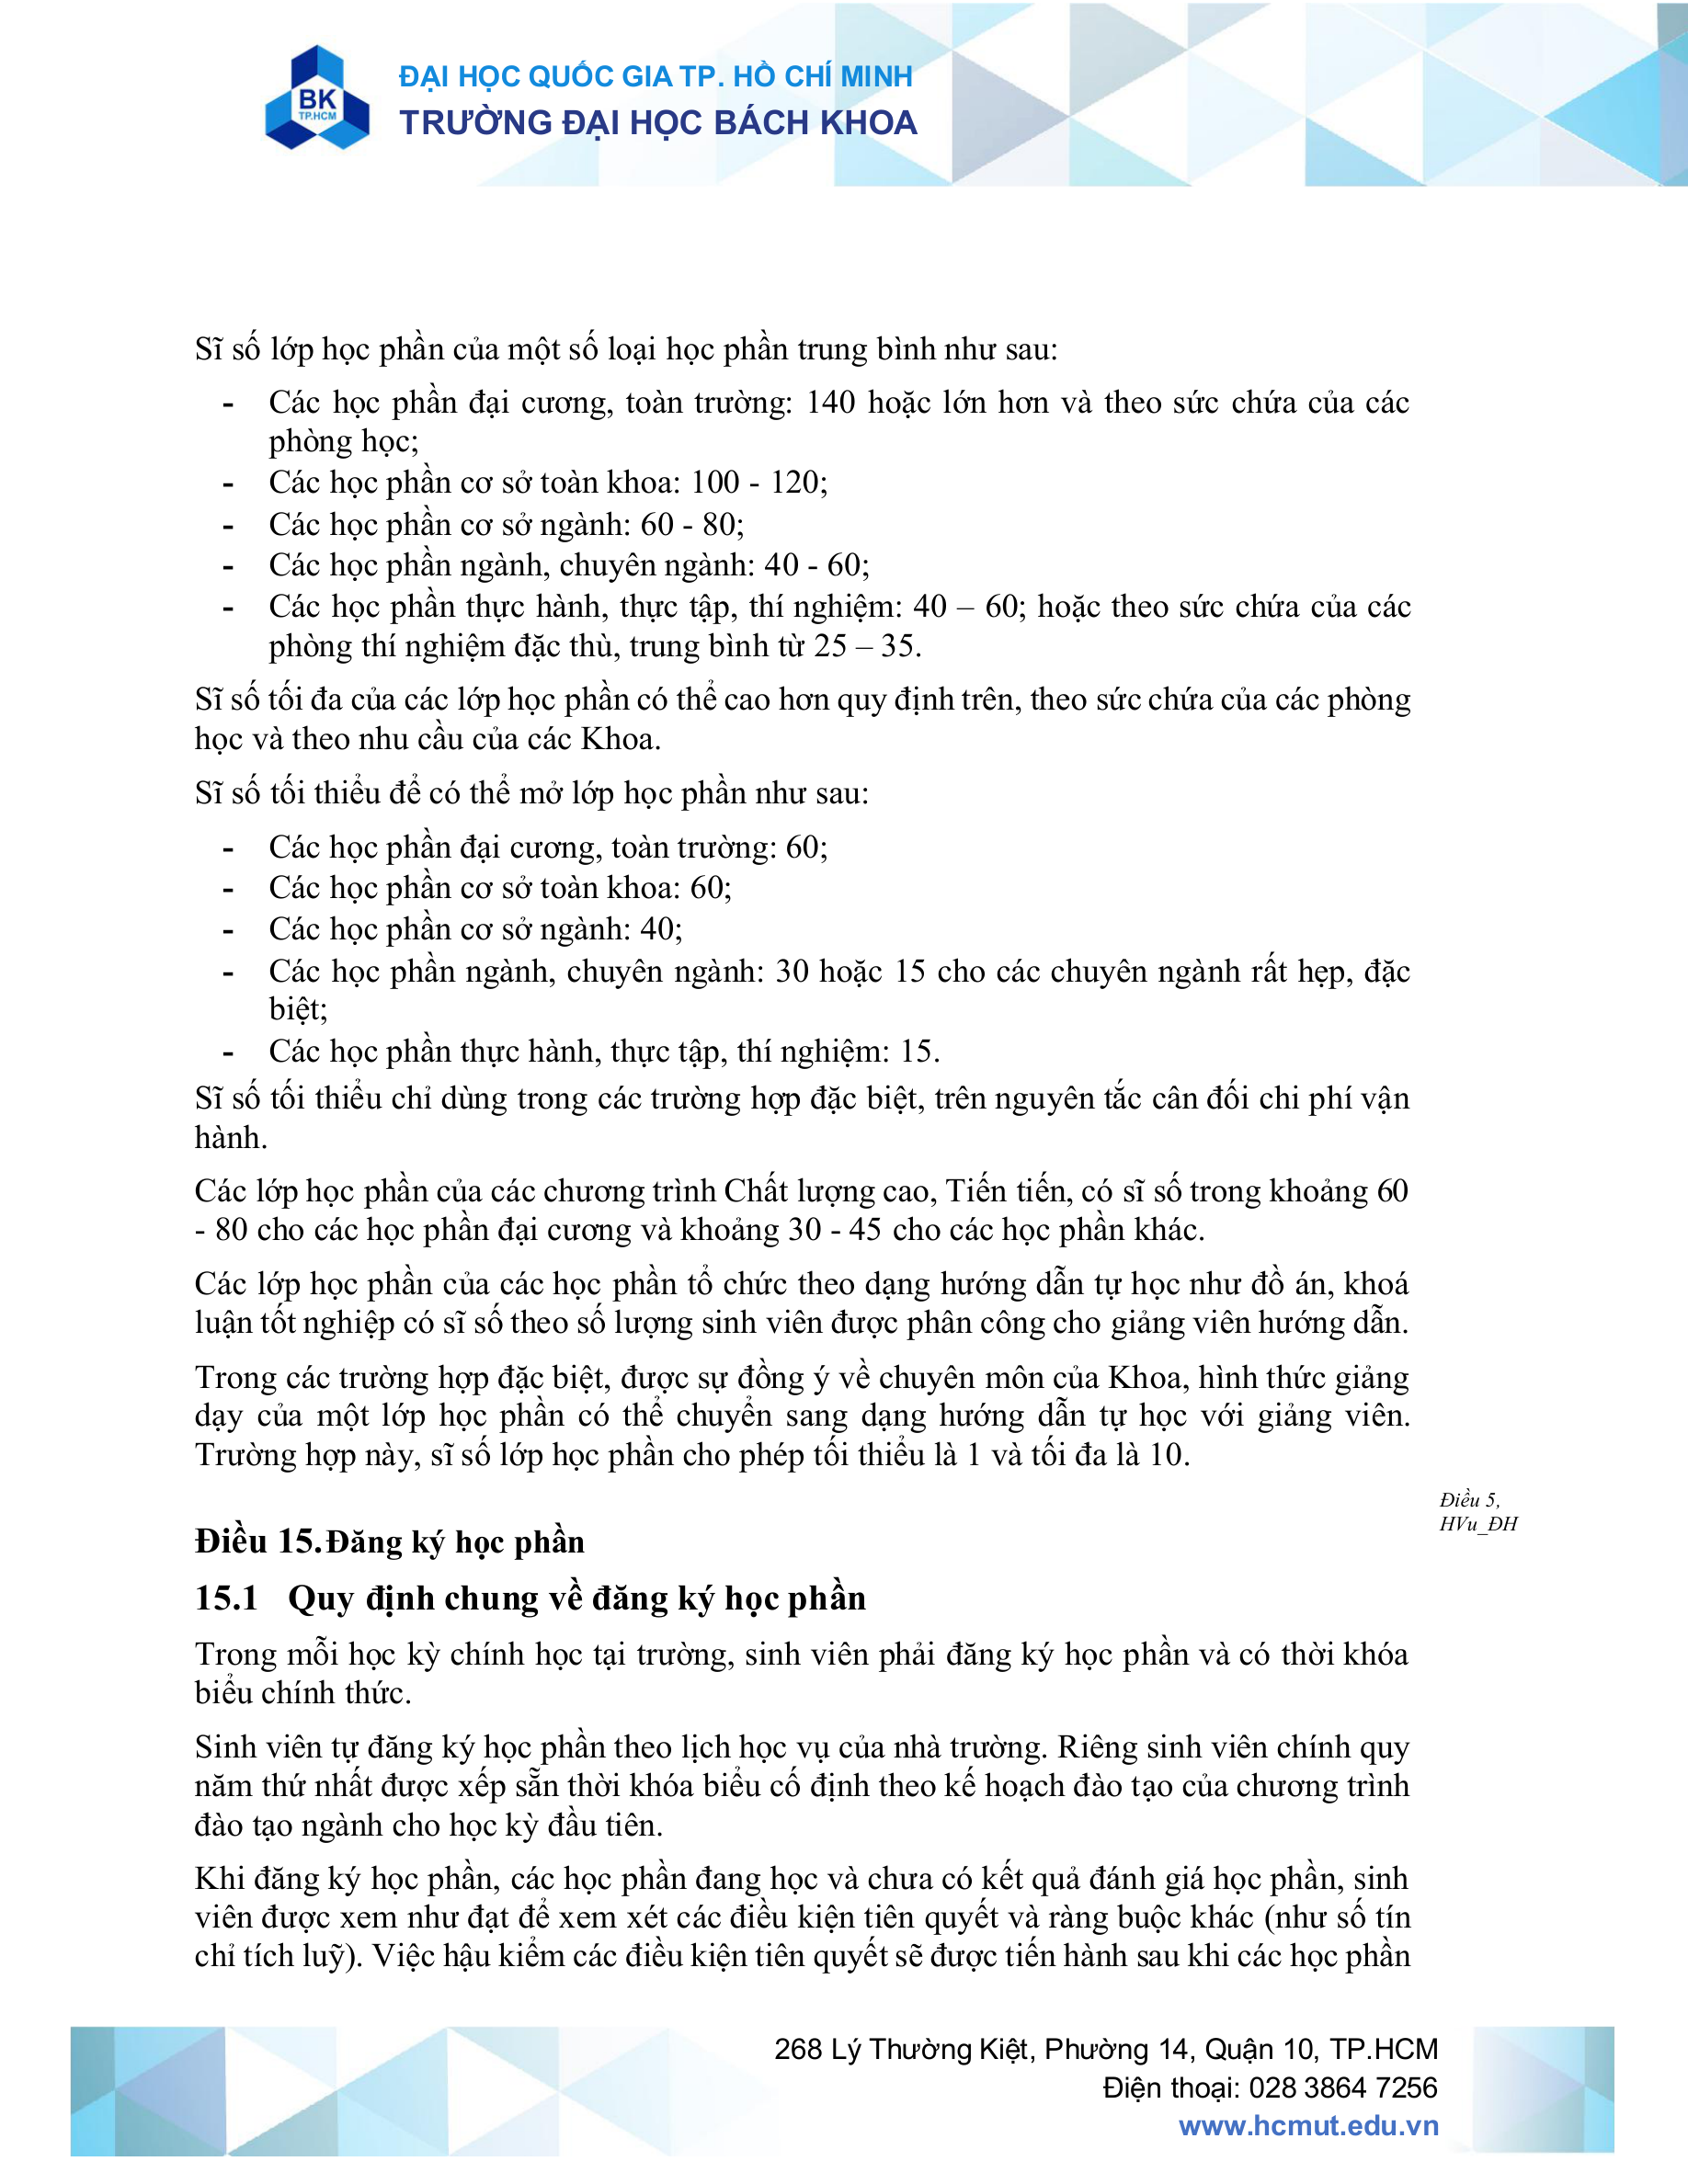 ĐẠI HỌC QUỐC GIA TP. HỒ CHÍ MINH
TRƯỜNG ĐẠI HỌC BÁCH KHOA
BK
TP.HCM
Sĩ số lớp học phần của một số loại học phần trung bình như sau:
- Các học phần đại cương, toàn trường: 140 hoặc lớn hơn và theo sức chứa của các
phòng học;
- Các học phần cơ sở toàn khoa: 100 - 120;
- Các học phần cơ sở ngành: 60 - 80;
- Các học phần ngành, chuyên ngành: 40 - 60;
- Các học phần thực hành, thực tập, thí nghiệm: 40 – 60; hoặc theo sức chứa của các
phòng thí nghiệm đặc thù, trung bình từ 25 – 35.
Sĩ số tối đa của các lớp học phần có thể cao hơn quy định trên, theo sức chứa của các phòng
học và theo nhu cầu của các Khoa.
Sĩ số tối thiểu để có thể mở lớp học phần như sau:
- Các học phần đại cương, toàn trường: 60;
- Các học phần cơ sở toàn khoa: 60;
- Các học phần cơ sở ngành: 40;
- Các học phần ngành, chuyên ngành: 30 hoặc 15 cho các chuyên ngành rất hẹp, đặc
biệt;
- Các học phần thực hành, thực tập, thí nghiệm: 15.
Sĩ số tối thiểu chỉ dùng trong các trường hợp đặc biệt, trên nguyên tắc cân đối chi phí vận
hành.
Các lớp học phần của các chương trình Chất lượng cao, Tiến tiến, có sĩ số trong khoảng 60
- 80 cho các học phần đại cương và khoảng 30 - 45 cho các học phần khác.
Các lớp học phần của các học phần tổ chức theo dạng hướng dẫn tự học như đồ án, khoá
luận tốt nghiệp có sĩ số theo số lượng sinh viên được phân công cho giảng viên hướng dẫn.
Trong các trường hợp đặc biệt, được sự đồng ý về chuyên môn của Khoa, hình thức giảng
dạy của một lớp học phần có thể chuyển sang dạng hướng dẫn tự học với giảng viên.
Trường hợp này, sĩ số lớp học phần cho phép tối thiểu là 1 và tối đa là 10.
Điều 5,
HVu_ĐH
Điều 15. Đăng ký học phần
15.1 Quy định chung về đăng ký học phần
Trong mỗi học kỳ chính học tại trường, sinh viên phải đăng ký học phần và có thời khóa
biểu chính thức.
Sinh viên tự đăng ký học phần theo lịch học vụ của nhà trường. Riêng sinh viên chính quy
năm thứ nhất được xếp sẵn thời khóa biểu cố định theo kế hoạch đào tạo của chương trình
đào tạo ngành cho học kỳ đầu tiên.
Khi đăng ký học phần, các học phần đang học và chưa có kết quả đánh giá học phần, sinh
viên được xem như đạt để xem xét các điều kiện tiên quyết và ràng buộc khác (như số tín
chỉ tích luỹ). Việc hậu kiểm các điều kiện tiên quyết sẽ được tiến hành sau khi các học phần
268 Lý Thường Kiệt, Phường 14, Quận 10, TP.HCM
Điện thoại: 028 3864 7256
www.hcmut.edu.vn